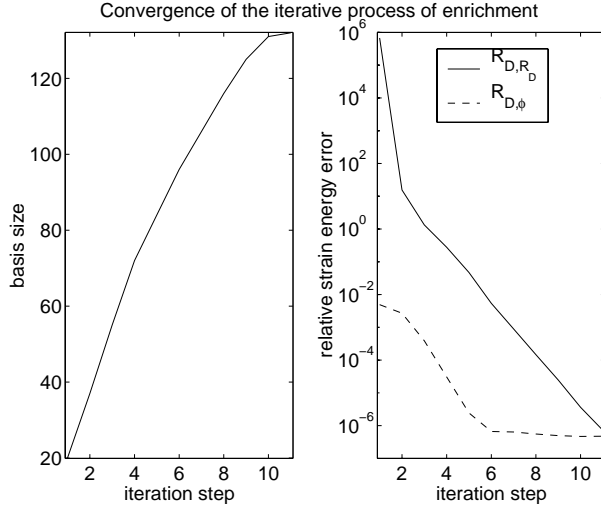 Convergence of the iterative process of enrichment
basis size
120
100
80
60
40
20
2 4 6 8 10
iteration step
relative strain energy error
10^6
10^4
10^2
10^0
10^−2
10^−4
10^−6
2 4 6 8 10
iteration step
R_{D,R_D}
R_{D,ϕ}